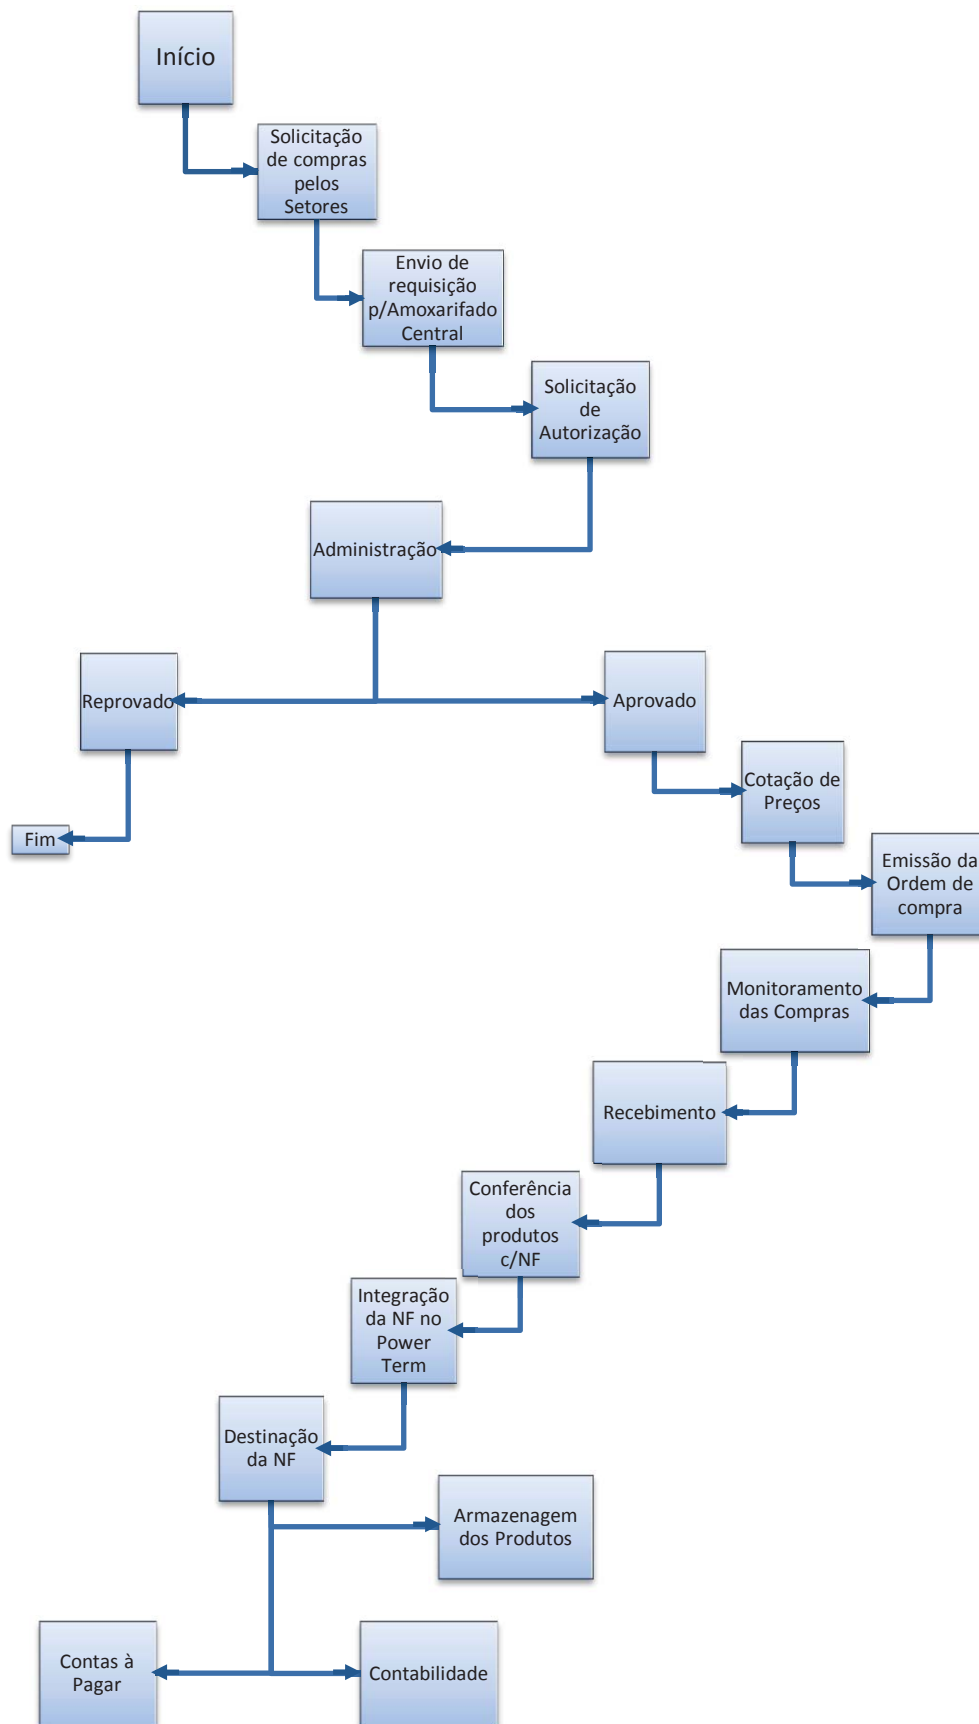 Início
Solicitação
de compras
pelos
Setores
Envio de
requisição
p/Amoxarifado
Central
Solicitação
de
Autorização
Administração
Reprovado
Aprovado
Fim
Cotação de
Preços
Emissão da
Ordem de
compra
Monitoramento
das Compras
Recebimento
Conferência
dos
produtos
c/NF
Integração
da NF no
Power
Term
Destinação
da NF
Armazenagem
dos Produtos
Contas à
Pagar
Contabilidade